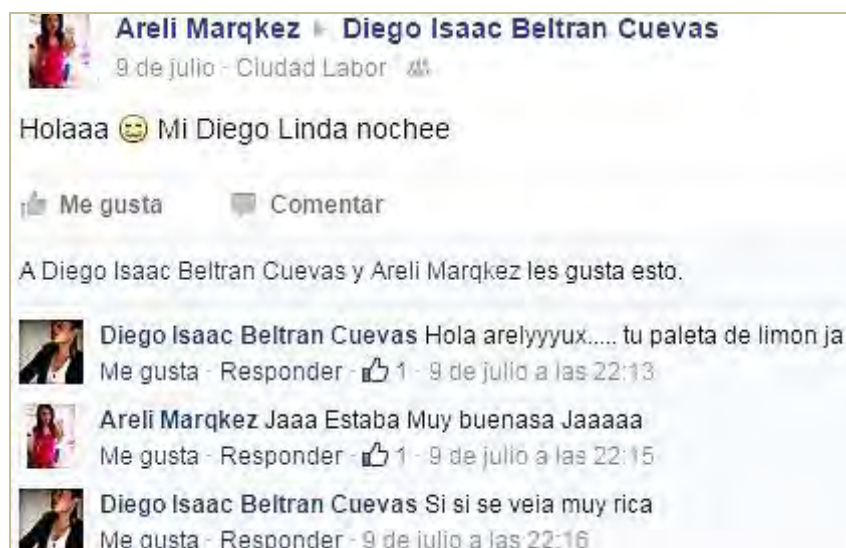 Areli Marqkez Diego Isaac Beltran Cuevas
9 de julio · Ciudad Labor
Holaaa Mi Diego Linda nochee
Me gusta Comentar
A Diego Isaac Beltran Cuevas y Areli Marqkez les gusta esto.
Diego Isaac Beltran Cuevas Hola arelyyyux..... tu paleta de limon ja
Me gusta · Responder · 1 · 9 de julio a las 22:13
Areli Marqkez Jaaa Estaba Muy buenasa Jaaaaa
Me gusta · Responder · 1 · 9 de julio a las 22:15
Diego Isaac Beltran Cuevas Si si se veia muy rica
Me gusta · Responder · 9 de julio a las 22:16